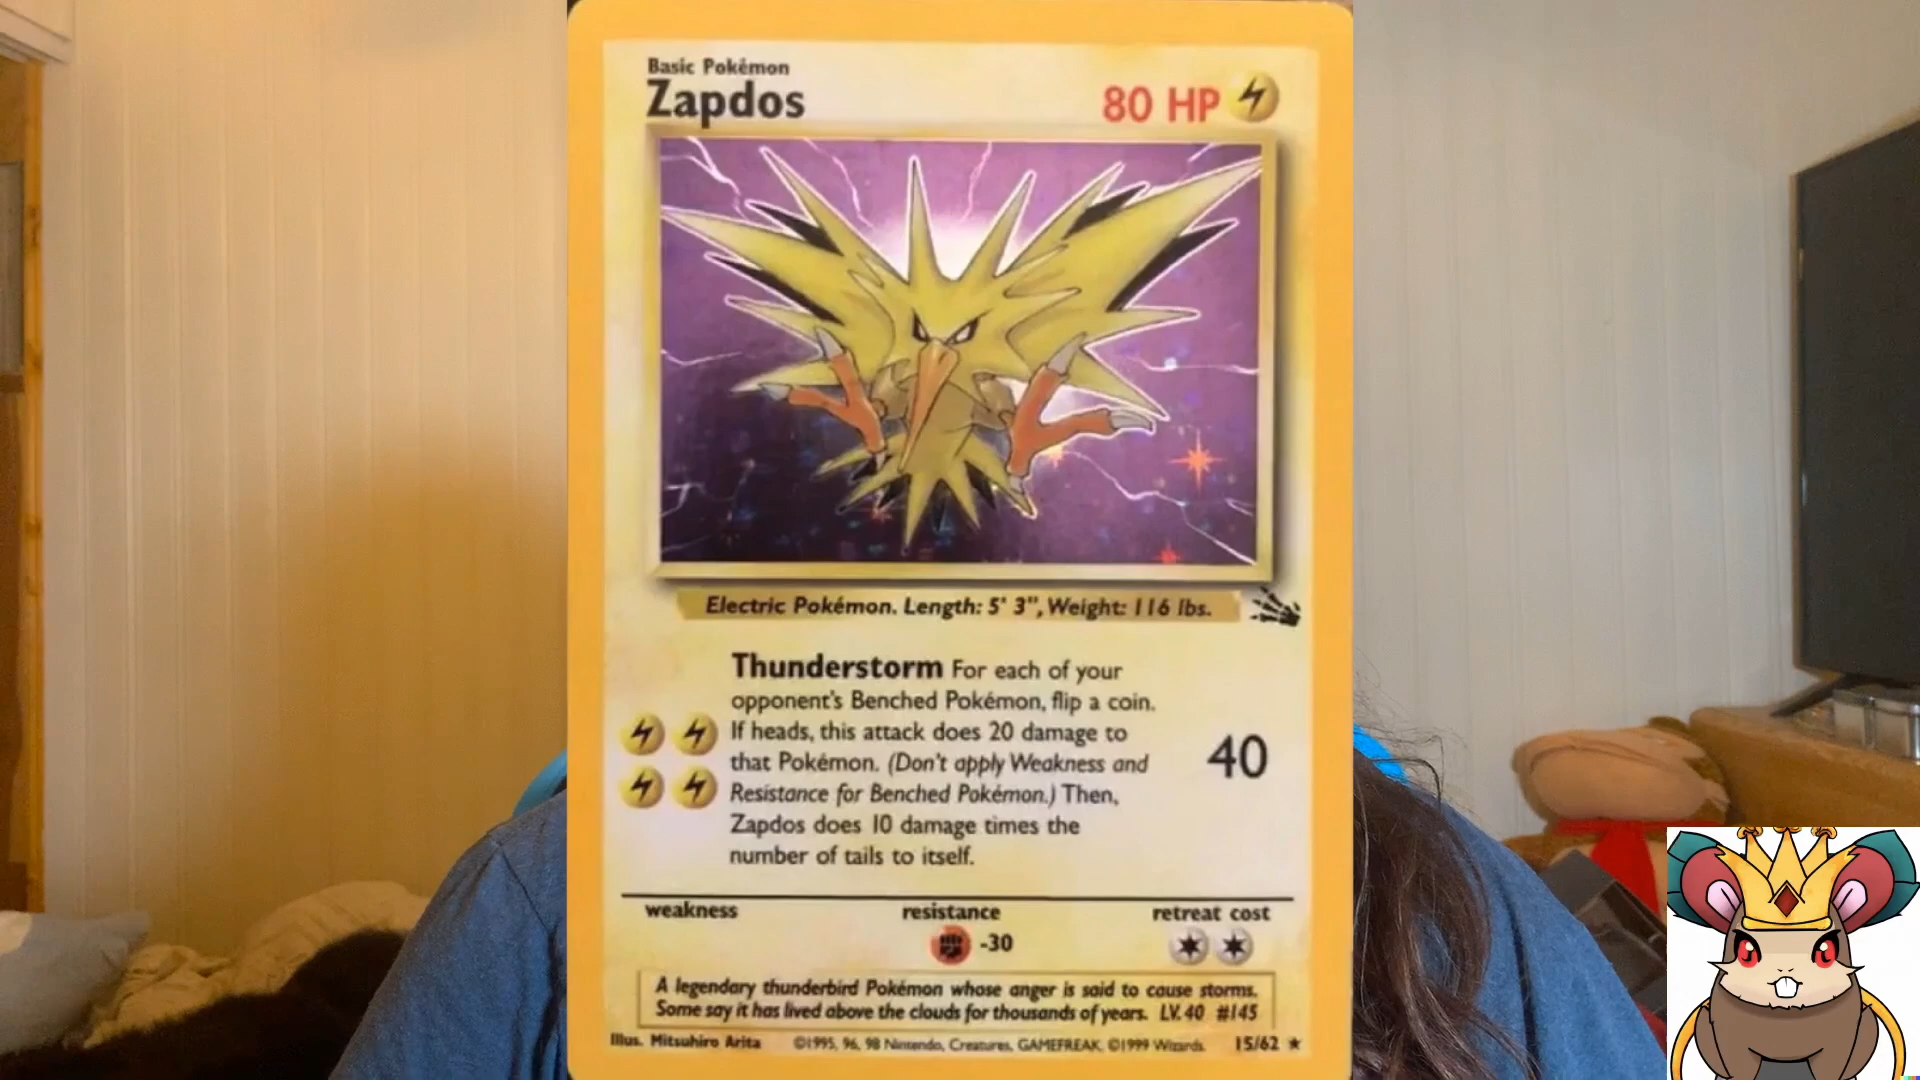 Basic Pokémon
Zapdos
80 HP
Electric Pokémon. Length: 5' 3", Weight: 116 lbs.
Thunderstorm For each of your
opponent's Benched Pokémon, flip a coin.
If heads, this attack does 20 damage to
that Pokémon. (Don't apply Weakness and
Resistance for Benched Pokémon.) Then,
Zapdos does 10 damage times the
number of tails to itself.
40
weakness resistance retreat cost
-30
A legendary thunderbird Pokémon whose anger is said to cause storms.
Some say it has lived above the clouds for thousands of years. LV. 40 #145
Illus. Mitsuhiro Arita ©1995, 96, 98 Nintendo, Creatures, GAMEFREAK. ©1999 Wizards. 15/62